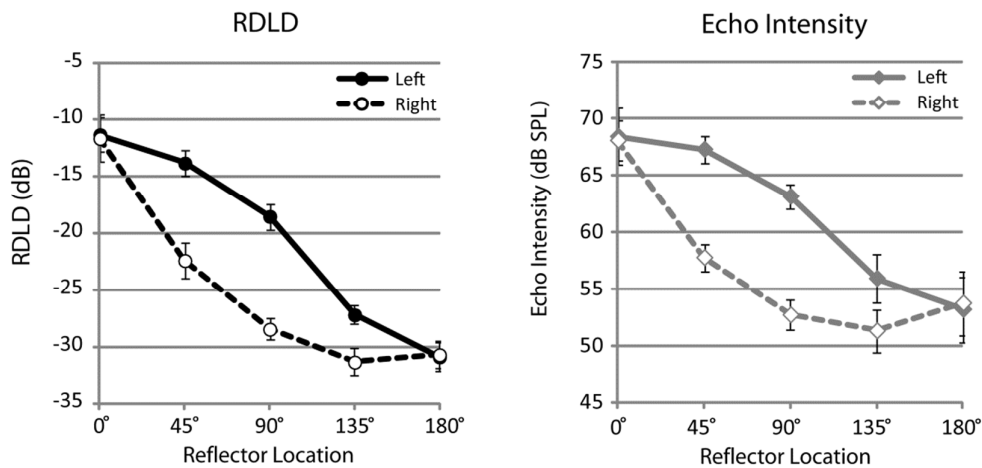 RDLD
-5
-10
-15
-20
-25
-30
-35
RDLD (dB)
Left
Right
0° 45° 90° 135° 180°
Reflector Location
Echo Intensity
75
70
65
60
55
50
45
Echo Intensity (dB SPL)
Left
Right
0° 45° 90° 135° 180°
Reflector Location